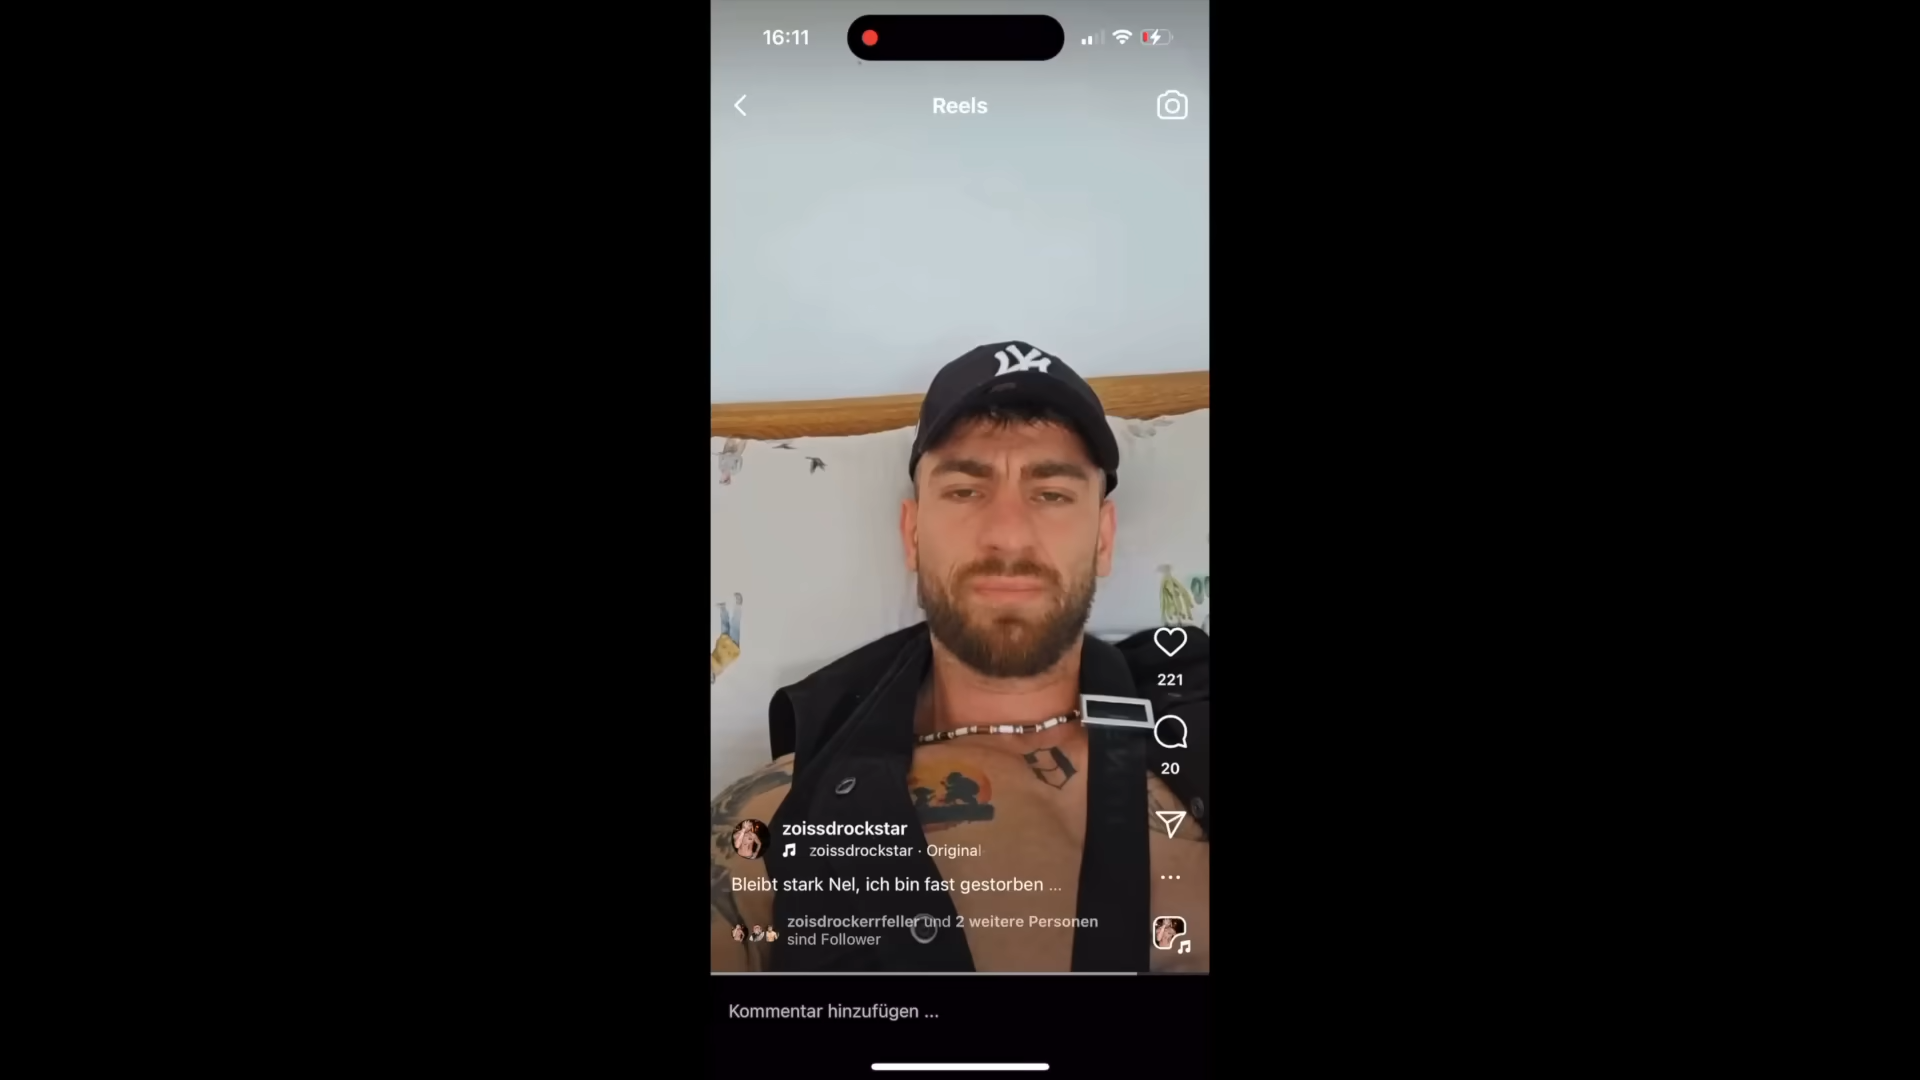 16:11
Reels
221
20
zoissdrockstar
zoissdrockstar · Original
Bleibt stark Nel, ich bin fast gestorben ...
zoisdrockerrfeller und 2 weitere Personen
sind Follower
Kommentar hinzufügen ...